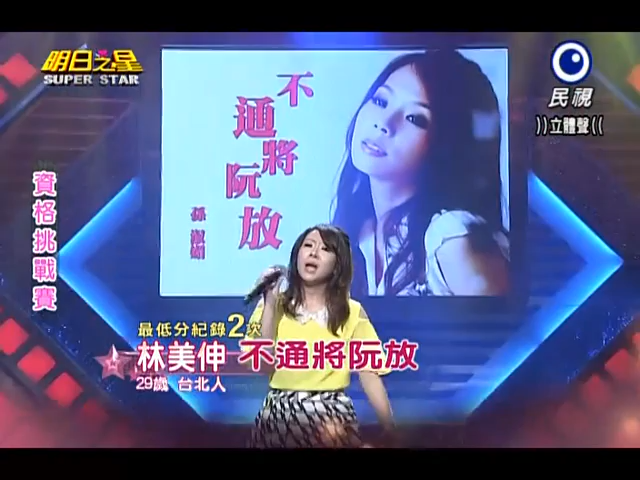 明日之星
SUPER STAR
民視
))立體聲((
不通將阮放
孫淑媚
資格挑戰賽
最低分紀錄2次
林美伸 不通將阮放
29歲 台北人